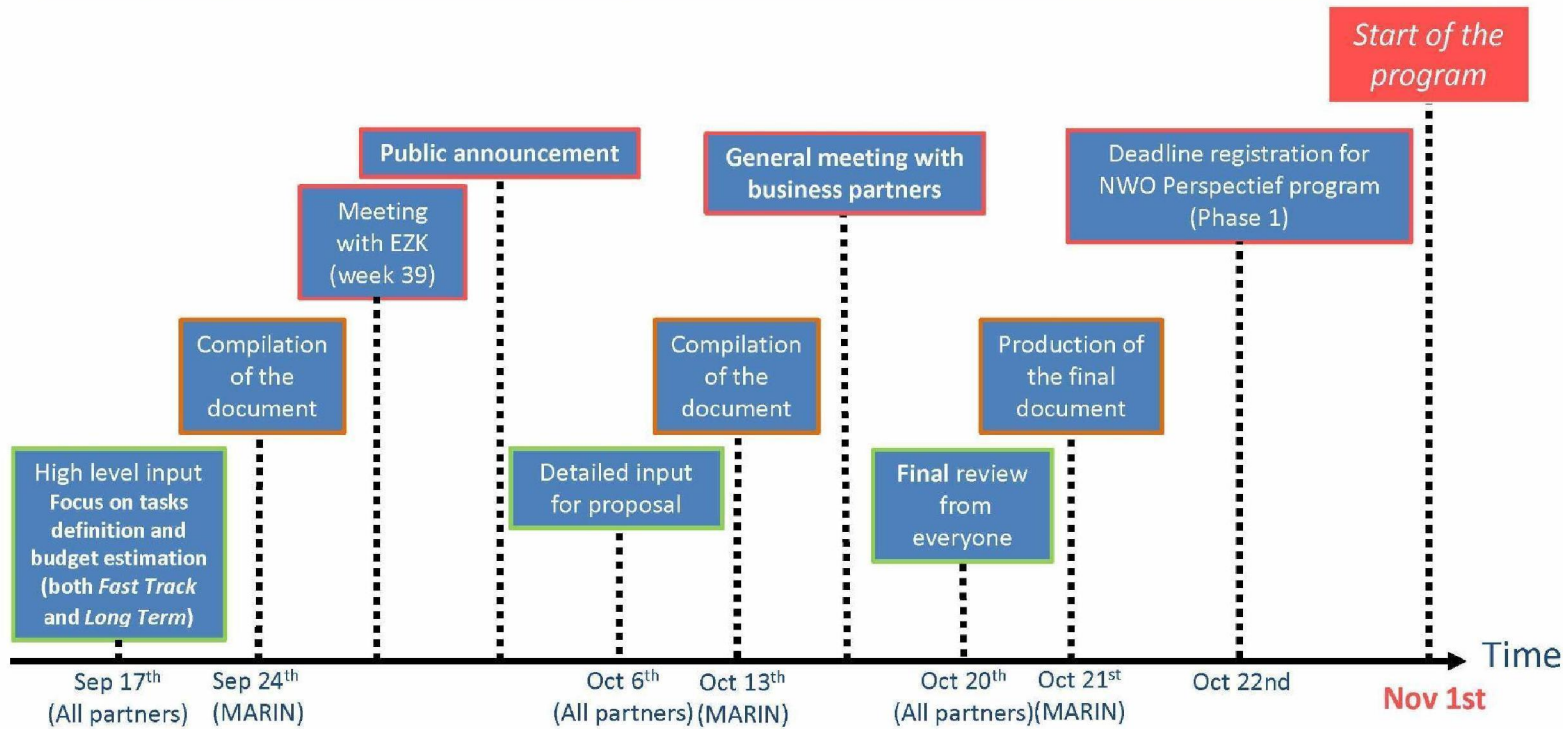 Start of the
program
Public announcement
General meeting with
business partners
Deadline registration for
NWO Perspectief program
(Phase 1)
Meeting
with EZK
(week 39)
Compilation
of the
document
Compilation
of the
document
Production of
the final
document
High level input
Focus on tasks
definition and
budget estimation
(both Fast Track
and Long Term)
Detailed input
for proposal
Final review
from
everyone
Time
Sep 17th
(All partners)
Sep 24th
(MARIN)
Oct 6th
(All partners)
Oct 13th
(MARIN)
Oct 20th
(All partners)
Oct 21st
(MARIN)
Oct 22nd
Nov 1st